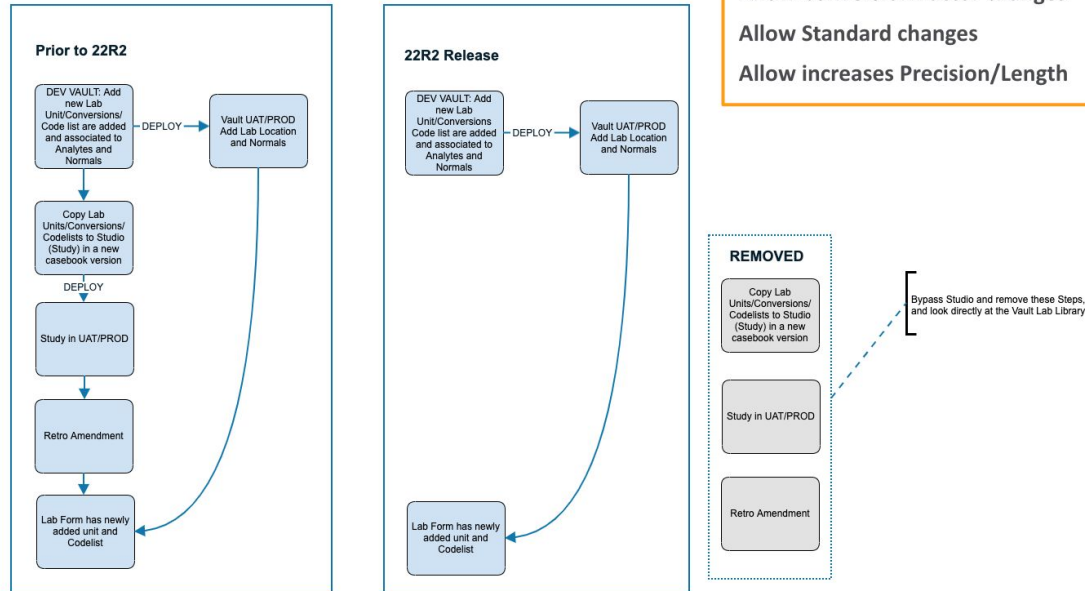 Allow Standard changes
Allow increases Precision/Length
Prior to 22R2
DEV VAULT: Add
new Lab
Unit/Conversions/
Code list are added
and associated to
Analytes and
Normals
DEPLOY
Vault UAT/PROD
Add Lab Location
and Normals
Copy Lab
Units/Conversions/
Codelists to Studio
(Study) in a new
casebook version
DEPLOY
Study in UAT/PROD
Retro Amendment
Lab Form has newly
added unit and
Codelist
22R2 Release
DEV VAULT: Add
new Lab
Unit/Conversions
Code list are added
and associated to
Analytes and
Normals
DEPLOY
Vault UAT/PROD
Add Lab Location
and Normals
Lab Form has newly
added unit and
Codelist
REMOVED
Copy Lab
Units/Conversions/
Codelists to Studio
(Study) in a new
casebook version
Study in UAT/PROD
Retro Amendment
Bypass Studio and remove these Steps,
and look directly at the Vault Lab Library